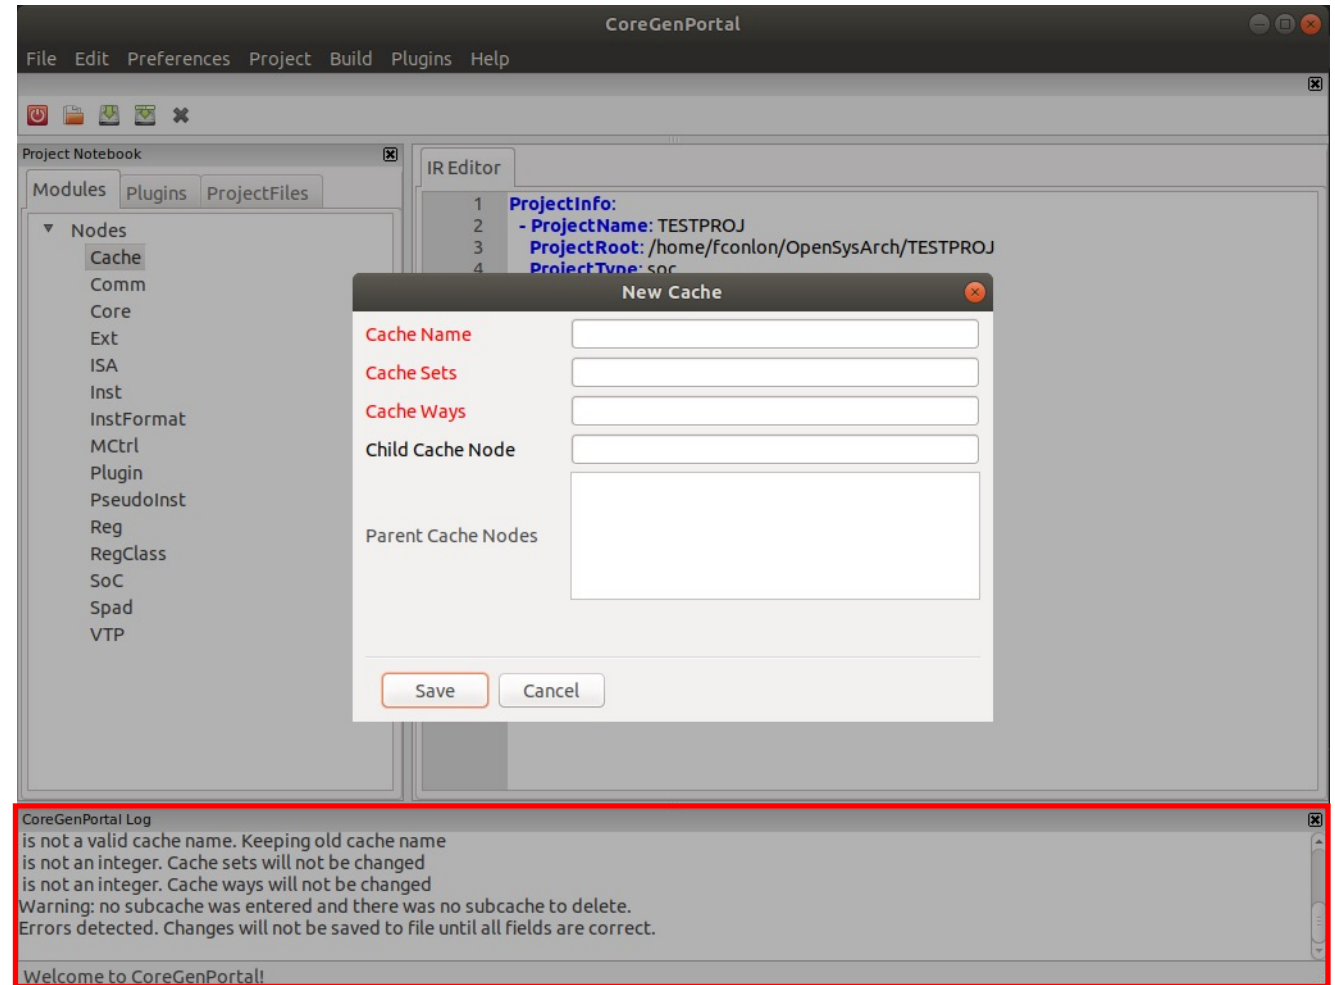 CoreGenPortal
File Edit Preferences Project Build Plugins Help
Project Notebook
Modules Plugins ProjectFiles
Nodes
Cache
Comm
Core
Ext
ISA
Inst
InstFormat
MCtrl
Plugin
PseudoInst
Reg
RegClass
SoC
Spad
VTP
IR Editor
1 ProjectInfo:
2 - ProjectName: TESTPROJ
3 ProjectRoot: /home/fconlon/OpenSysArch/TESTPROJ
4 ProjectType: soc
New Cache
Cache Name
Cache Sets
Cache Ways
Child Cache Node
Parent Cache Nodes
Save Cancel
CoreGenPortal Log
is not a valid cache name. Keeping old cache name
is not an integer. Cache sets will not be changed
is not an integer. Cache ways will not be changed
Warning: no subcache was entered and there was no subcache to delete.
Errors detected. Changes will not be saved to file until all fields are correct.
Welcome to CoreGenPortal!